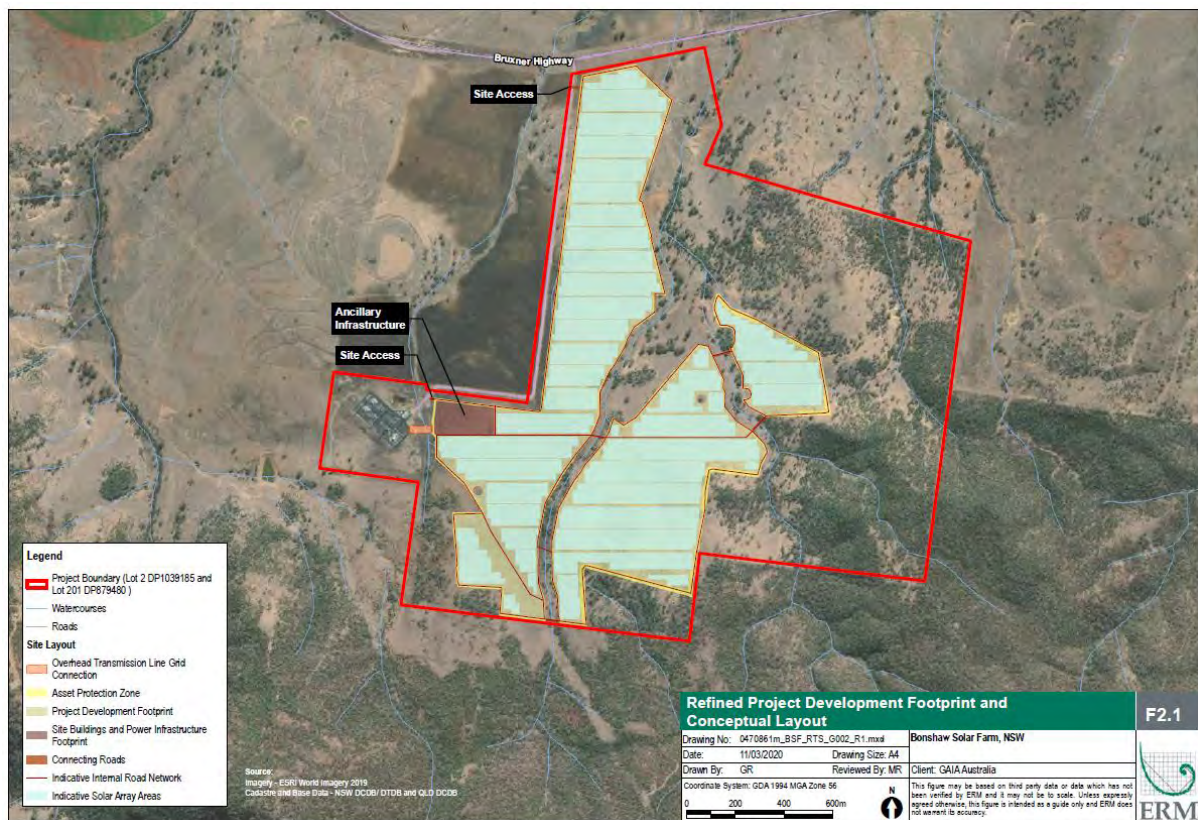 Bruxner Highway
Site Access
Ancillary
Infrastructure
Site Access
Legend
Project Boundary (Lot 2 DP1039185 and
Lot 201 DP879480 )
Watercourses
Roads
Site Layout
Overhead Transmission Line Grid
Connection
Asset Protection Zone
Project Development Footprint
Site Buildings and Power Infrastructure
Footprint
Connecting Roads
Indicative Internal Road Network
Indicative Solar Array Areas
Source:
Imagery - ESRI World Imagery 2019
Cadastre and Base Data - NSW DCDB/ DTDB and QLD DCDB
Refined Project Development Footprint and
Conceptual Layout
F2.1
Drawing No: 0470861m_BSF_RTS_G002_R1.mxd
Bonshaw Solar Farm, NSW
Date: 11/03/2020 Drawing Size: A4
Drawn By: GR Reviewed By: MR
Client: GAIA Australia
Coordinate System: GDA 1994 MGA Zone 56
0 200 400 600m
N
This figure may be based on third party data or data which has not
been verified by ERM and it may not be to scale. Unless expressly
agreed otherwise, this figure is intended as a guide only and ERM does
not warrant its accuracy.
ERM